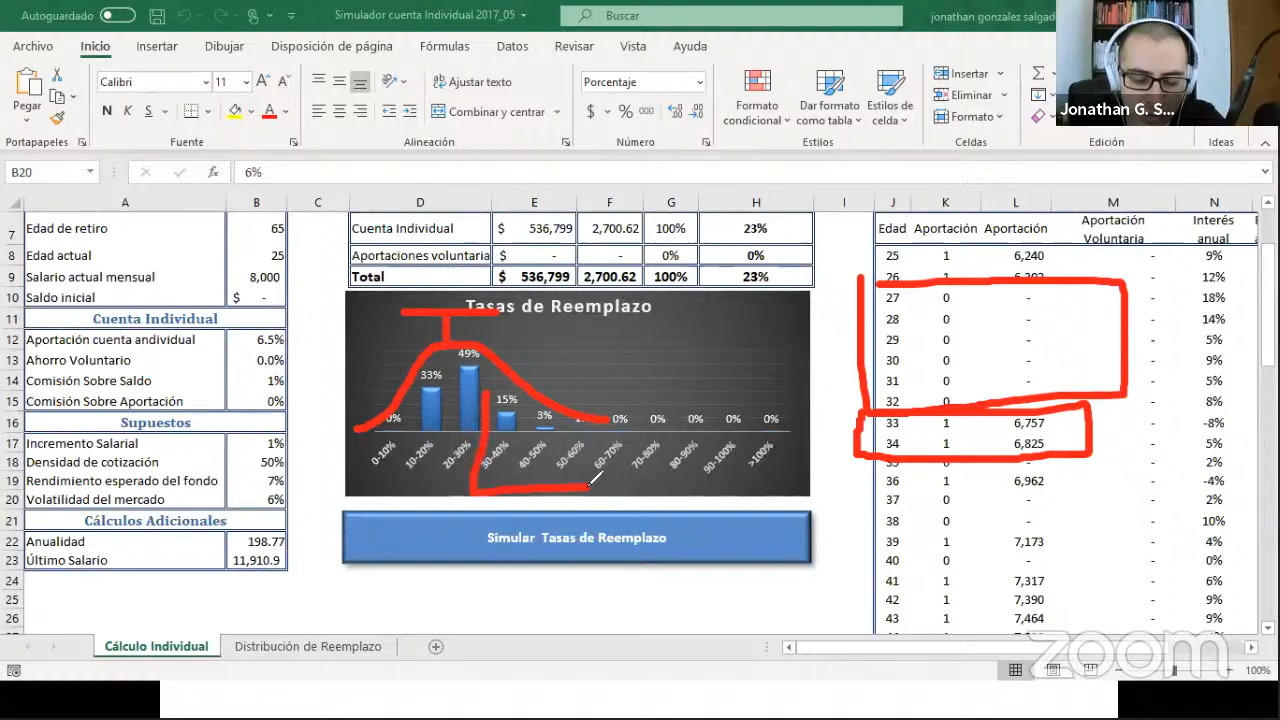 Autoguardado
Simulador cuenta Individual 2017_05
Buscar
jonathan gonzalez salgad
Archivo Inicio Insertar Dibujar Disposición de página Fórmulas Datos Revisar Vista Ayuda
Pegar
Calibri 11
N K S
Ajustar texto
Combinar y centrar
Porcentaje
$ % 000
Formato condicional
Dar formato como tabla
Estilos de celda
Insertar
Eliminar
Formato
Jonathan G. S...
Portapapeles Fuente Alineación Número Estilos Celdas Edición Ideas
B20 fx 6%
A B C D E F G H I J K L M N
7 Edad de retiro 65 Cuenta Individual $ 536,799 2,700.62 100% 23% Edad Aportación Aportación Aportación Voluntaria Interés anual
8 Edad actual 25 Aportaciones voluntaria $ - - 0% 0% 25 1 6,240 - 9%
9 Salario actual mensual 8,000 Total $ 536,799 2,700.62 100% 23% 26 1 - 12%
10 Saldo inicial $ - 27 0 - - 18%
11 Cuenta Individual 28 0 - - 14%
12 Aportación cuenta andividual 6.5% 29 0 - - 5%
13 Ahorro Voluntario 0.0% 30 0 - - 9%
14 Comisión Sobre Saldo 1% 31 0 - - 5%
15 Comisión Sobre Aportación 0% 32 0 - 8%
16 Supuestos 33 1 6,757 - -8%
17 Incremento Salarial 1% 34 1 6,825 - 5%
18 Densidad de cotización 50% 35 0 - - 2%
19 Rendimiento esperado del fondo 7% 36 1 6,962 - -4%
20 Volatilidad del mercado 6% 37 0 - - 2%
21 Cálculos Adicionales 38 0 - - 10%
22 Anualidad 198.77 39 1 7,173 - 4%
23 Último Salario 11,910.9 40 0 - - 0%
24 41 1 7,317 - 6%
25 42 1 7,390 - 9%
26 43 1 7,464 - 9%
Tasas de Reemplazo
0% 33% 49% 15% 3% 0% 0% 0% 0% 0%
0-10% 10-20% 20-30% 30-40% 40-50% 50-60% 60-70% 70-80% 80-90% 90-100% >100%
Simular Tasas de Reemplazo
Cálculo Individual Distribución de Reemplazo
zoom
100%